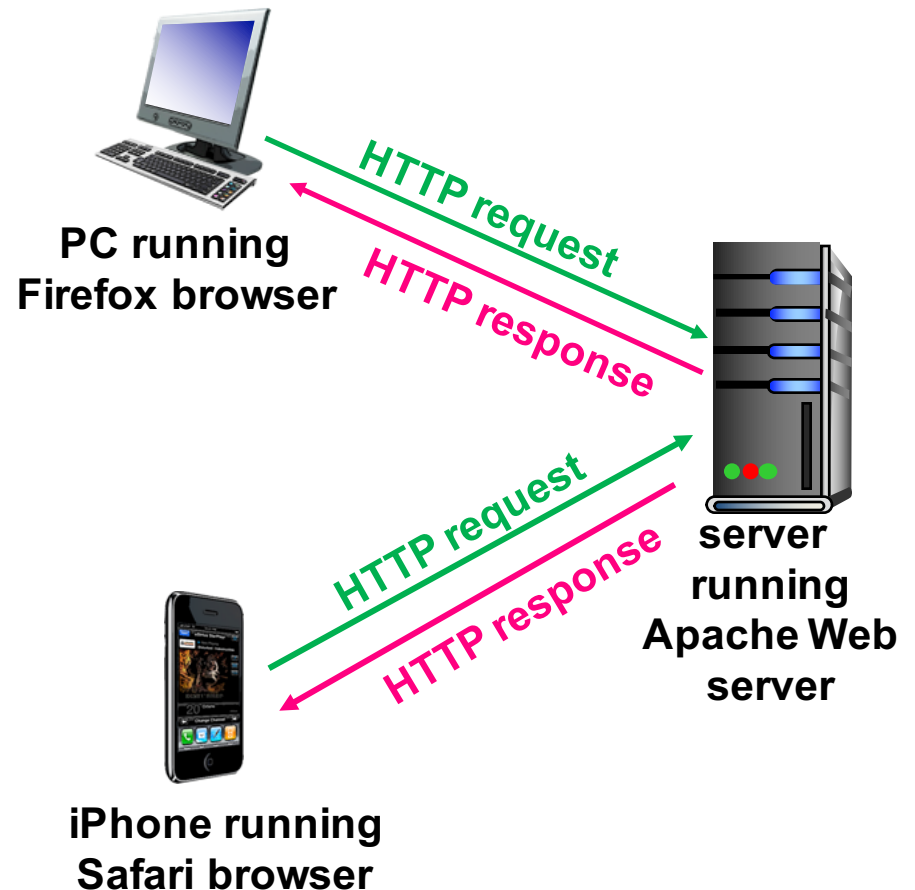 HTTP request
HTTP response
PC running
Firefox browser
HTTP request
HTTP response
server
running
Apache Web
server
iPhone running
Safari browser